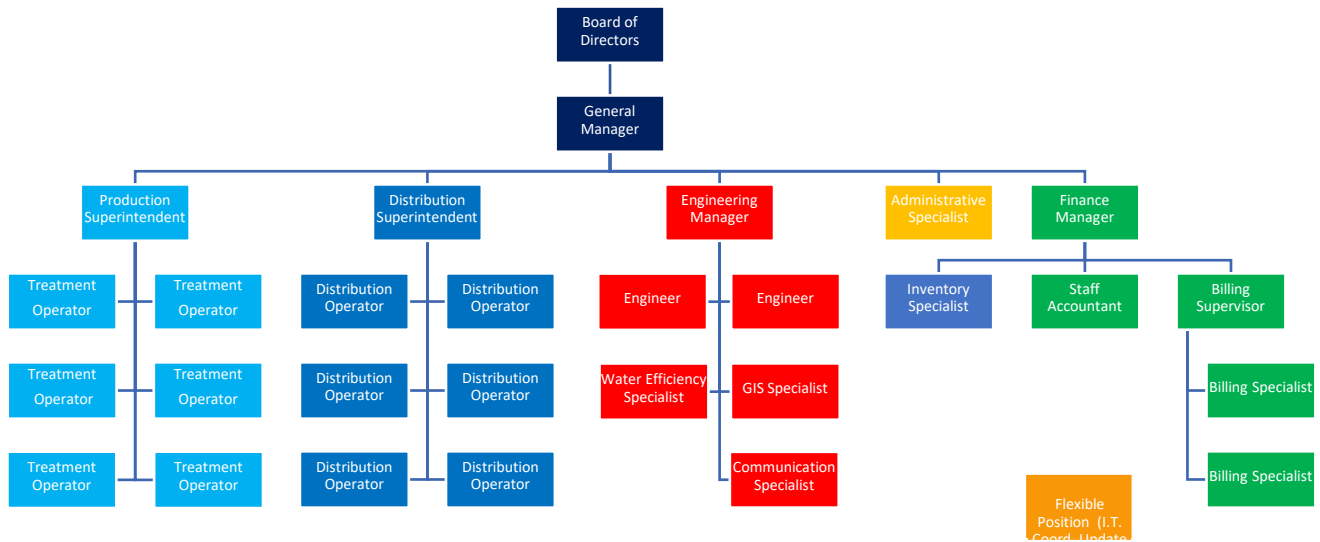 Board of
Directors
General
Manager
Production
Superintendent
Distribution
Superintendent
Engineering
Manager
Administrative
Specialist
Finance
Manager
Treatment
Operator
Treatment
Operator
Distribution
Operator
Distribution
Operator
Engineer
Engineer
Inventory
Specialist
Staff
Accountant
Billing
Supervisor
Treatment
Operator
Treatment
Operator
Distribution
Operator
Distribution
Operator
Water Efficiency
Specialist
GIS Specialist
Billing Specialist
Treatment
Operator
Treatment
Operator
Distribution
Operator
Distribution
Operator
Communication
Specialist
Billing Specialist
Flexible
Position (I.T.
Coord. Update